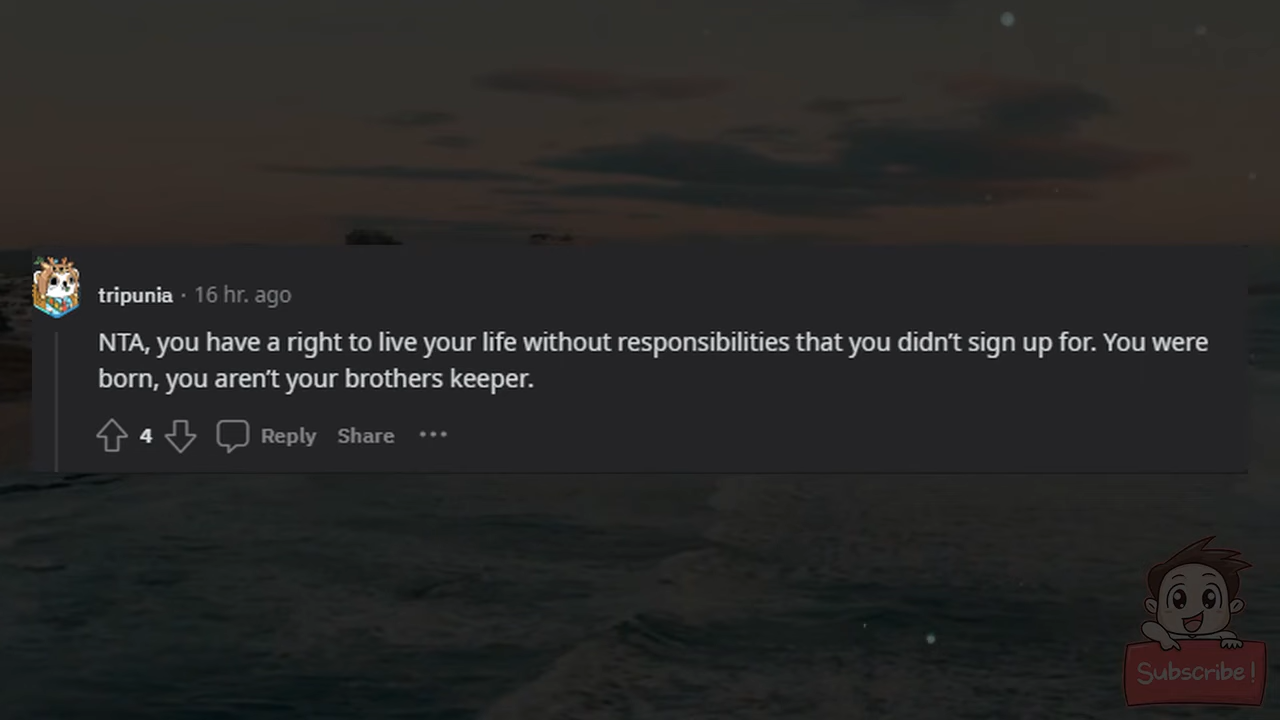 tripunia · 16 hr. ago
NTA, you have a right to live your life without responsibilities that you didn’t sign up for. You were
born, you aren’t your brothers keeper.
4 Reply Share ···
Subscribe!